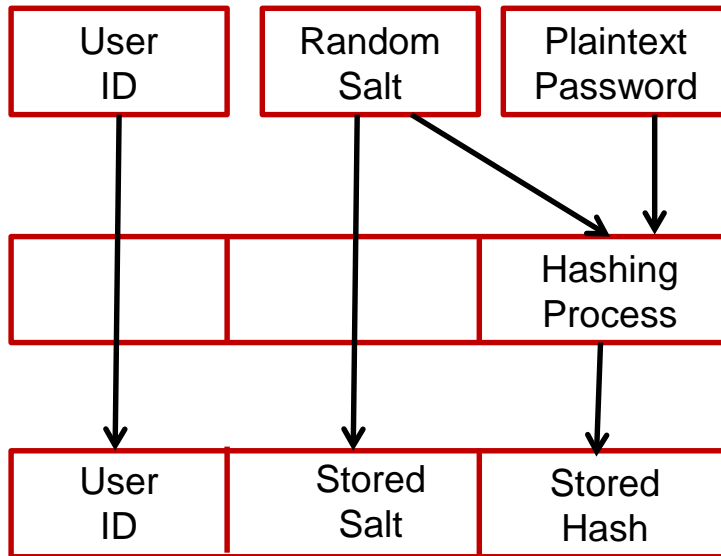 User
ID
Random
Salt
Plaintext
Password
Hashing
Process
User
ID
Stored
Salt
Stored
Hash